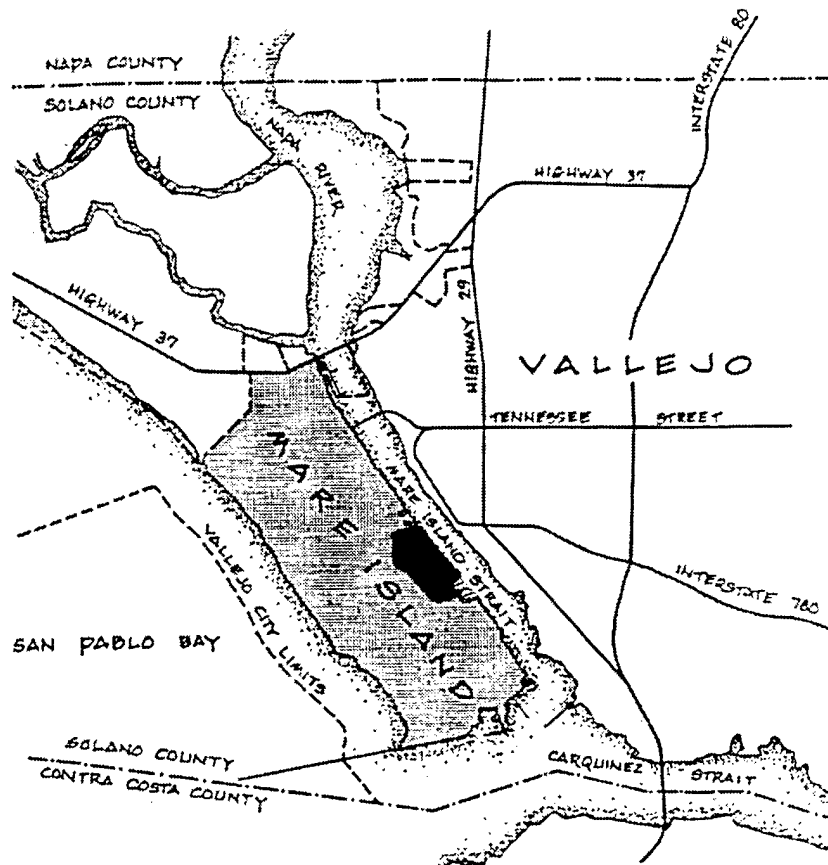 NAPA COUNTY
SOLANO COUNTY
INTERSTATE 80
NAPA RIVER
HIGHWAY 37
HIGHWAY 37
HIGHWAY 29
VALLEJO
TENNESSEE STREET
MARE ISLAND
MARE ISLAND STRAIT
VALLEJO CITY LIMITS
INTERSTATE 780
SAN PABLO BAY
SOLANO COUNTY
CONTRA COSTA COUNTY
CARQUINEZ STRAIT